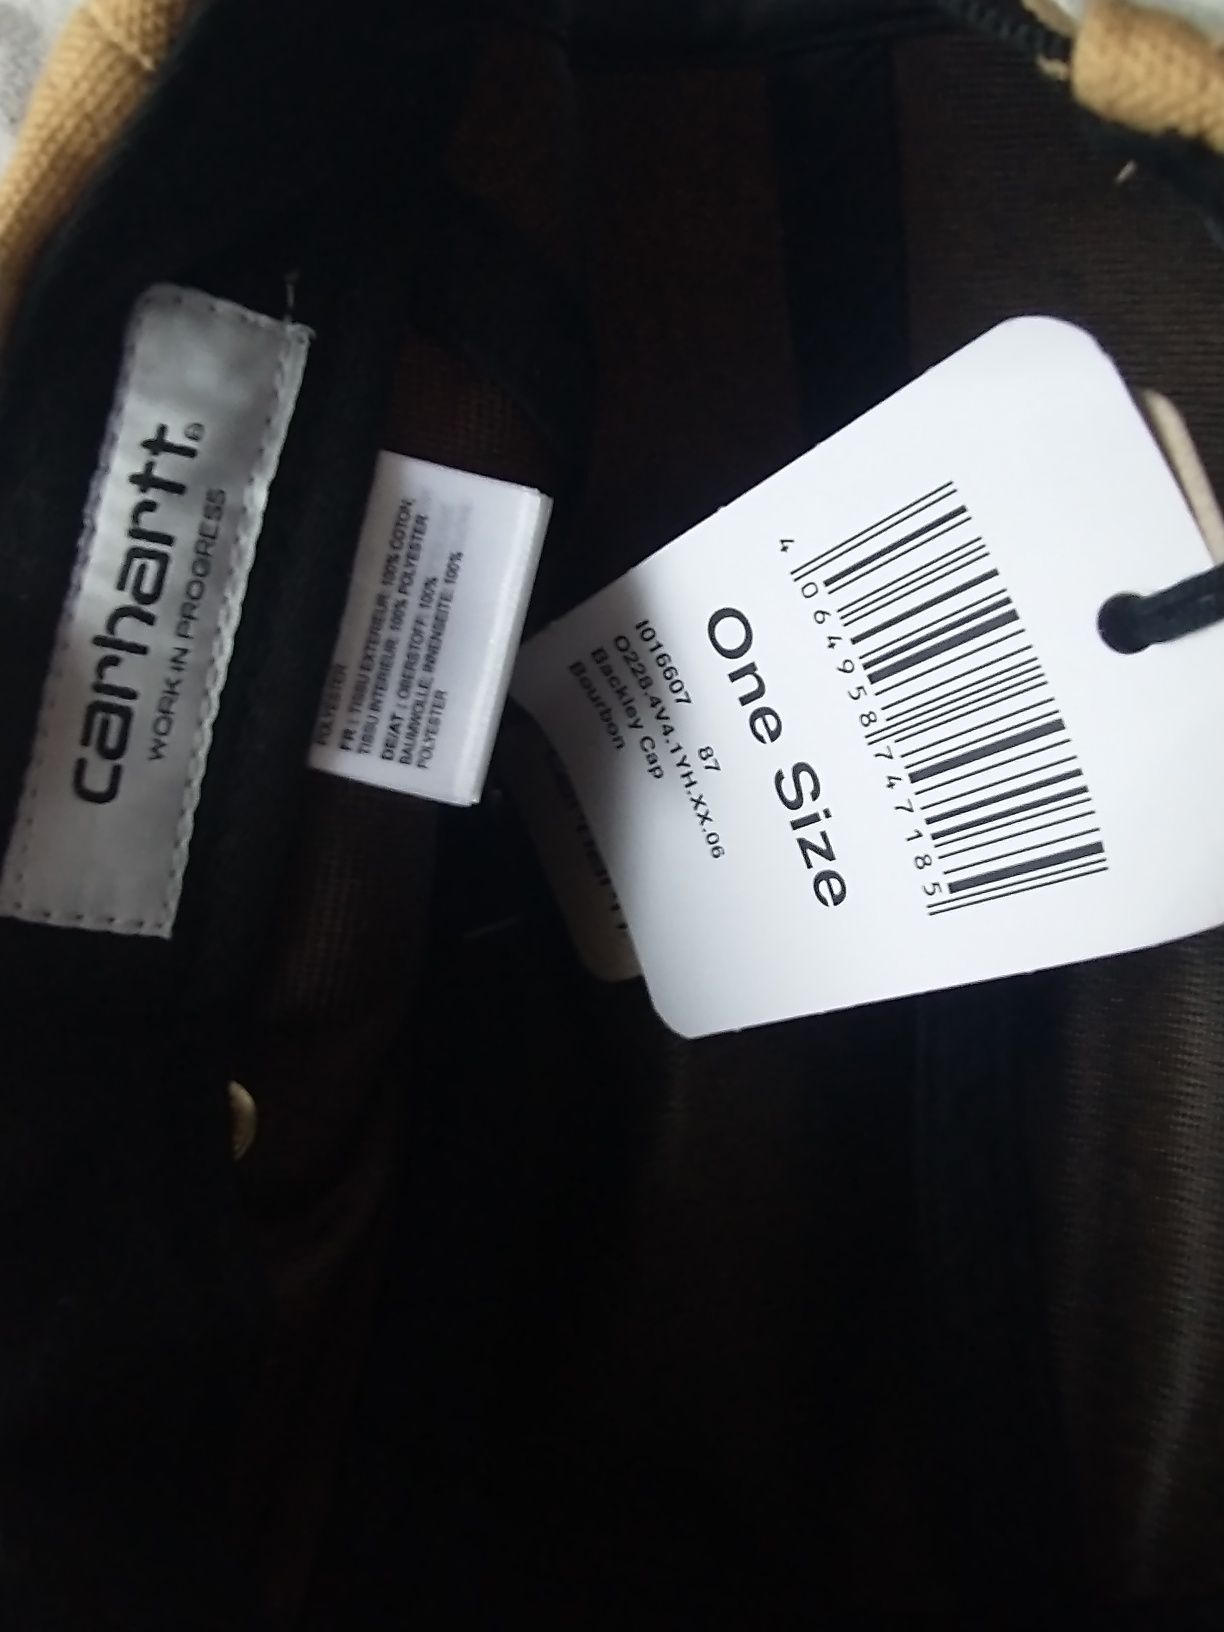 carhartt®
WORK IN PROGRESS
POLYESTER
FR | TISSU EXTERIEUR: 100% COTON;
TISSU INTERIEUR: 100% POLYESTER
DE/AT | OBERSTOFF: 100%
BAUMWOLLE; INNENSEITE: 100%
POLYESTER
4 064958 747185
One Size
I016607 87
O228.4V4.1YH.XX.06
Backley Cap
Bourbon